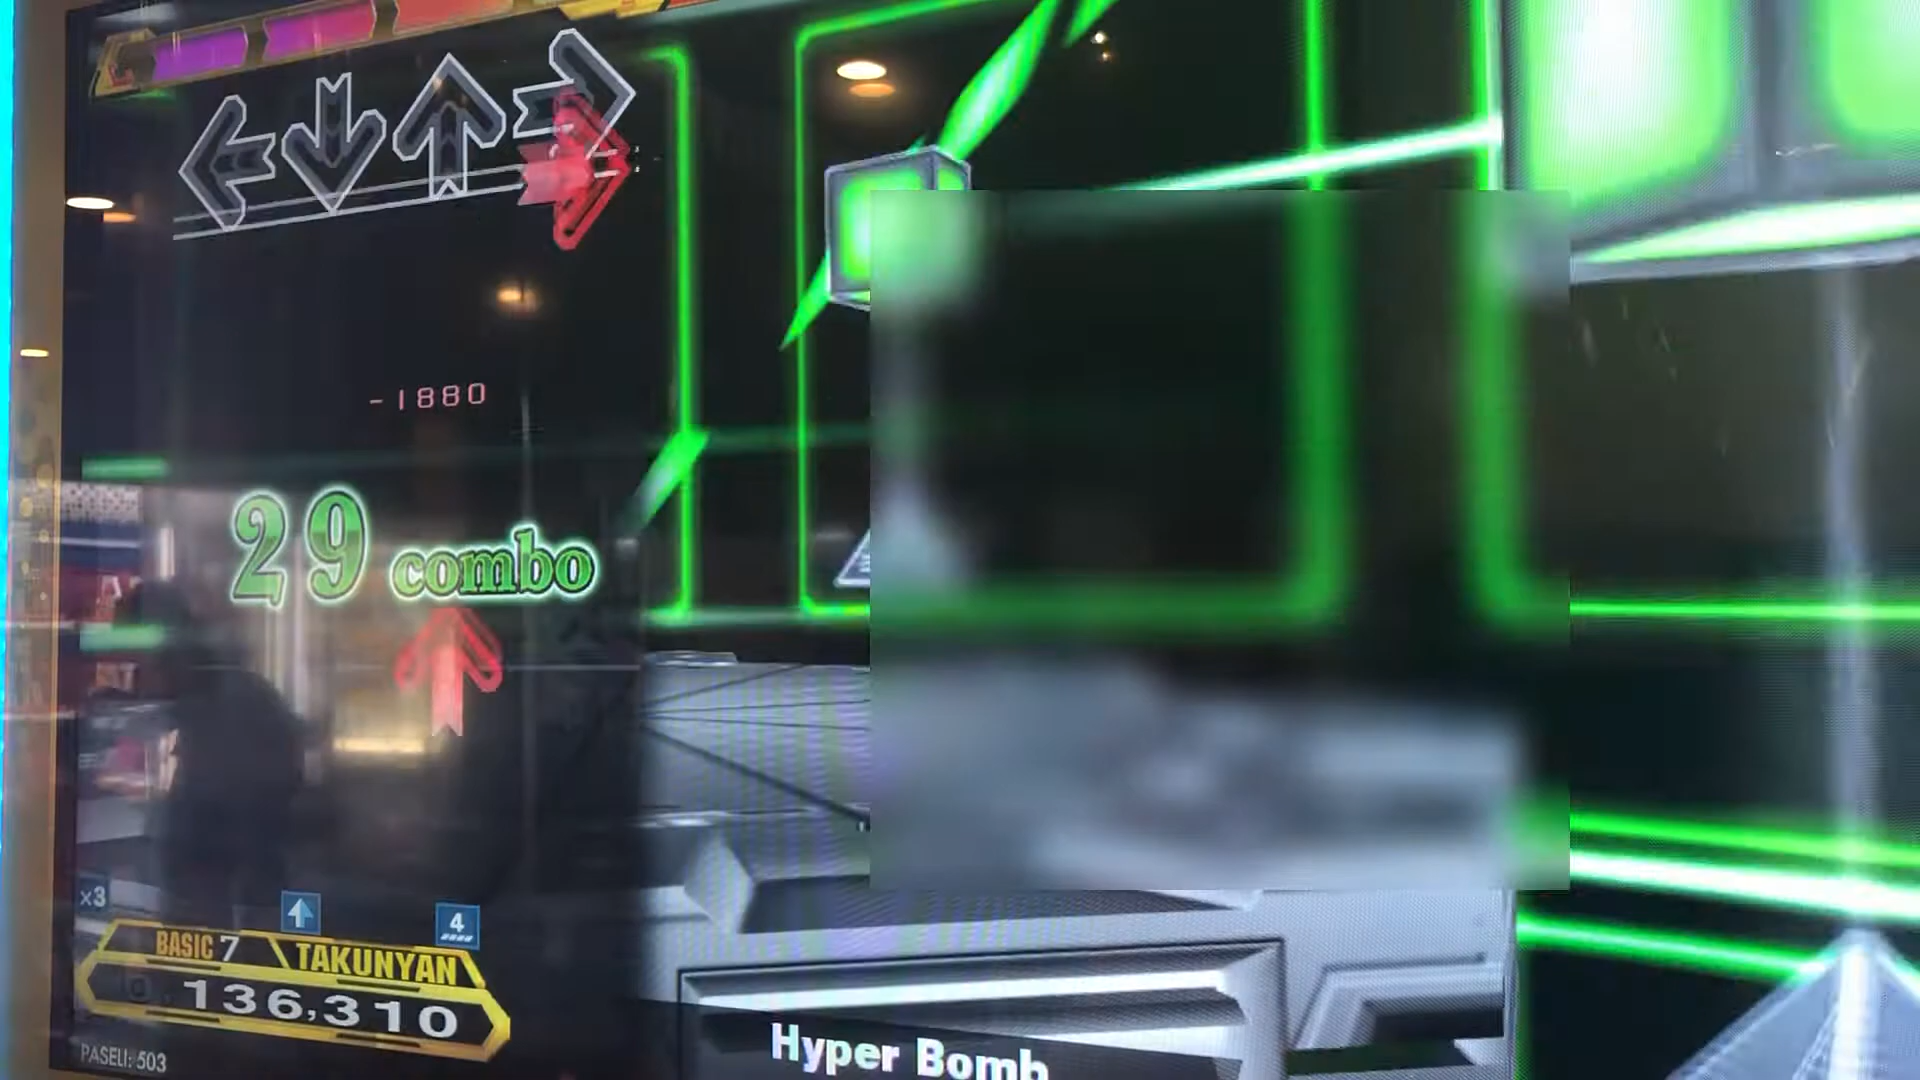 -1880
29 combo
x3
4
BASIC 7 TAKUNYAN
136,310
PASELI: 503
Hyper Bomb